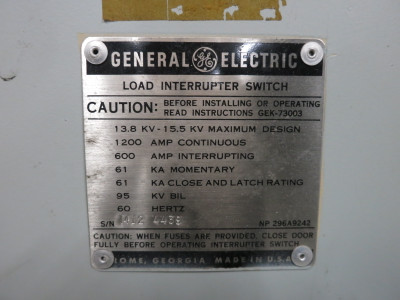 GENERAL GE ELECTRIC
LOAD INTERRUPTER SWITCH
CAUTION: BEFORE INSTALLING OR OPERATING
READ INSTRUCTIONS GEK-73003
13.8 KV - 15.5 KV MAXIMUM DESIGN
1200 AMP CONTINUOUS
600 AMP INTERRUPTING
61 KA MOMENTARY
61 KA CLOSE AND LATCH RATING
95 KV BIL
60 HERTZ
S/N NP 296A9242
CAUTION: WHEN FUSES ARE PROVIDED, CLOSE DOOR
FULLY BEFORE OPERATING INTERRUPTER SWITCH
ROME, GEORGIA MADE IN U.S.A.